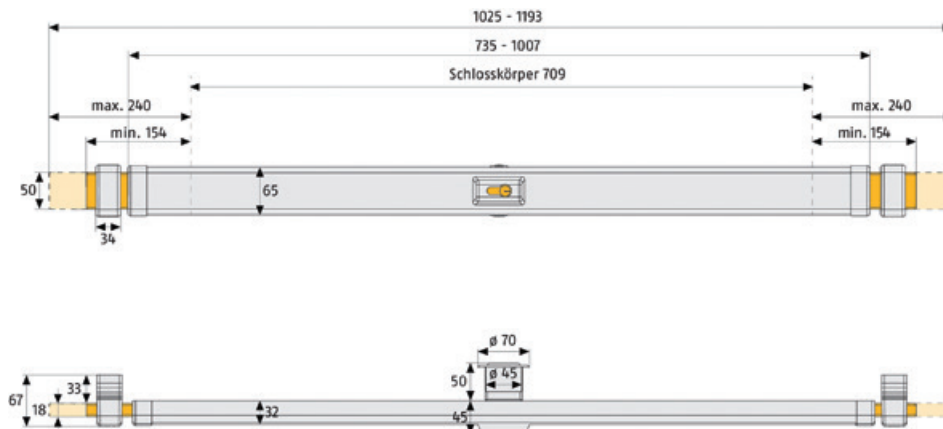 1025 - 1193
735 - 1007
Schlosskörper 709
max. 240
max. 240
min. 154
min. 154
50
65
34
ø 70
50
ø 45
67
33
18
32
45